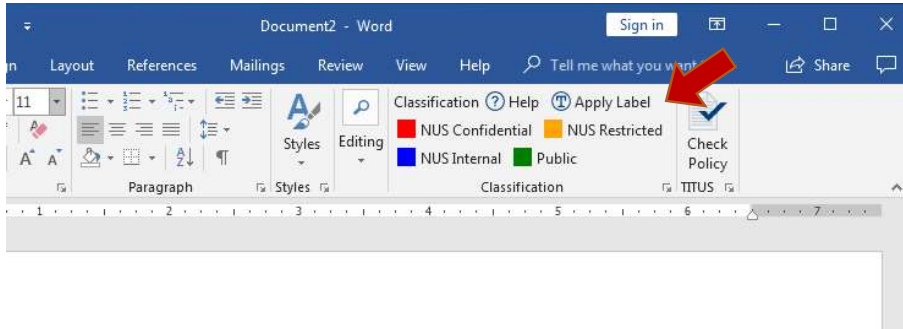 Document2 - Word Sign in
Layout References Mailings Review View Help Tell me what you want Share
11 Classification ? Help T Apply Label
NUS Confidential NUS Restricted
A A Styles Editing NUS Internal Public Check Policy
Paragraph Styles Classification TITUS
1 2 3 4 5 6 7